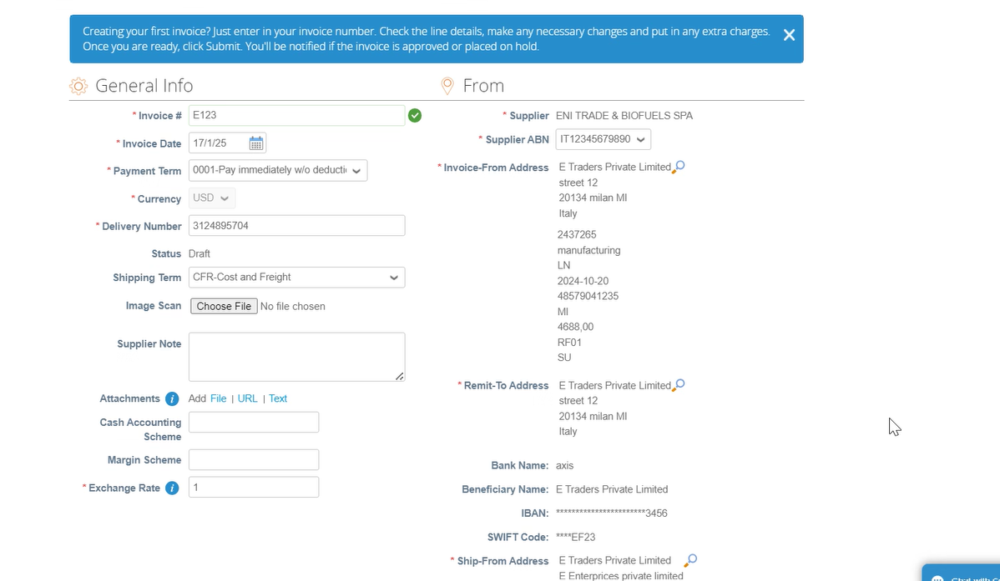 Creating your first invoice? Just enter in your invoice number. Check the line details, make any necessary changes and put in any extra charges.
Once you are ready, click Submit. You'll be notified if the invoice is approved or placed on hold.
General Info
* Invoice # E123
* Invoice Date 17/1/25
* Payment Term 0001-Pay immediately w/o deducti
* Currency USD
* Delivery Number 3124895704
Status Draft
Shipping Term CFR-Cost and Freight
Image Scan Choose File No file chosen
Supplier Note
Attachments i Add File | URL | Text
Cash Accounting
Scheme
Margin Scheme
* Exchange Rate i 1
From
* Supplier ENI TRADE & BIOFUELS SPA
* Supplier ABN IT12345679890
* Invoice-From Address E Traders Private Limited
street 12
20134 milan MI
Italy
2437265
manufacturing
LN
2024-10-20
48579041235
MI
4688,00
RF01
SU
* Remit-To Address E Traders Private Limited
street 12
20134 milan MI
Italy
Bank Name: axis
Beneficiary Name: E Traders Private Limited
IBAN: ***********************3456
SWIFT Code: ****EF23
* Ship-From Address E Traders Private Limited
E Enterprices private limited